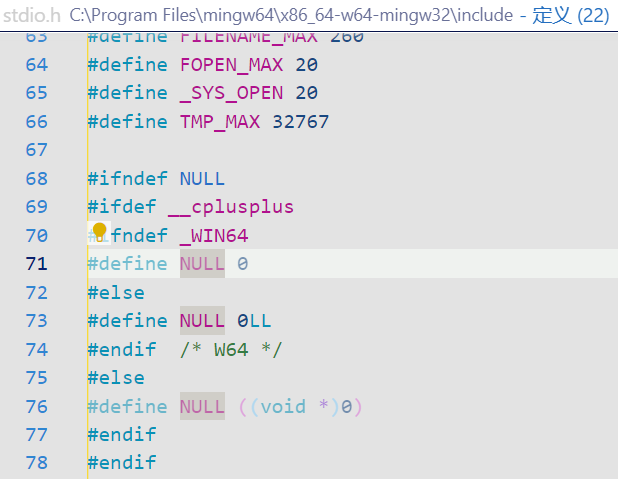 stdio.h C:\Program Files\mingw64\x86_64-w64-mingw32\include - 定义 (22)
63 #define FILENAME_MAX 260
64 #define FOPEN_MAX 20
65 #define _SYS_OPEN 20
66 #define TMP_MAX 32767
67
68 #ifndef NULL
69 #ifdef __cplusplus
70 #ifndef _WIN64
71 #define NULL 0
72 #else
73 #define NULL 0LL
74 #endif /* W64 */
75 #else
76 #define NULL ((void *)0)
77 #endif
78 #endif